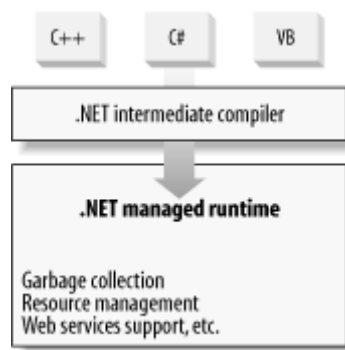 C++ C# VB
.NET intermediate compiler
.NET managed runtime
Garbage collection
Resource management
Web services support, etc.